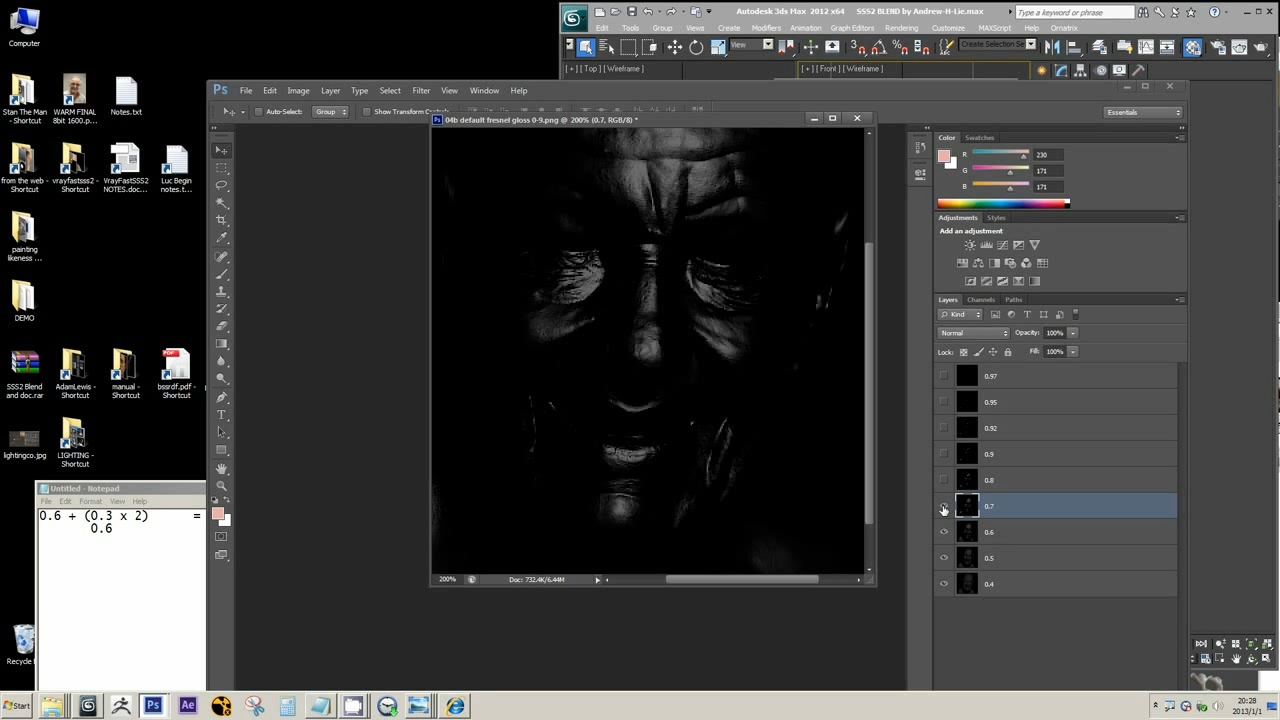 Computer
Stan The Man - Shortcut
WARM FINAL 8bit 1600.p...
Notes.txt
from the web - Shortcut
vrayfastsss2 - Shortcut
VrayFastSSS2 NOTES.doc...
Luc Begin notes.t...
painting likeness ...
DEMO
SSS2 Blend and doc.rar
AdamLewis - Shortcut
manual - Shortcut
bssrdf.pdf - Shortcut
lightingco.jpg
LIGHTING - Shortcut
Autodesk 3ds Max 2012 x64 SSS2 BLEND by Andrew-H-Lie.max
Type a keyword or phrase
Edit Tools Group Views Create Modifiers Animation Graph Editors Rendering Customize MAXScript Help Ornatrix
View
Create Selection Se
[ + ] [ Top ] [ Wireframe ]
[ + ] [ Front ] [ Wireframe ]
Ps File Edit Image Layer Type Select Filter View Window Help
Auto-Select: Group Show Transform Controls
Essentials
04b default fresnel gloss 0-9.png @ 200% (0.7, RGB/8) *
200% Doc: 732.4K/6.44M
Color Swatches
R 230
G 171
B 171
Adjustments Styles
Add an adjustment
Layers Channels Paths
Kind
Normal Opacity: 100%
Lock: Fill: 100%
0.97
0.95
0.92
0.9
0.8
0.7
0.6
0.5
0.4
Untitled - Notepad
File Edit Format View Help
0.6 + (0.3 x 2) =
0.6
Start
Ps
Ae
20:28
2013/1/1